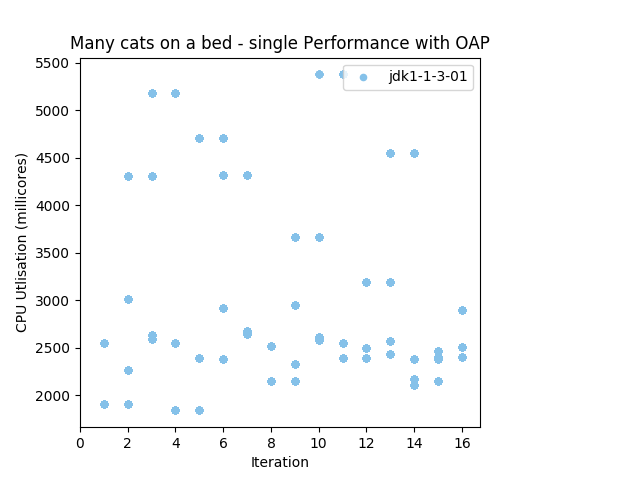 Many cats on a bed - single Performance with OAP
jdk1-1-3-01
5500
5000
4500
4000
3500
3000
2500
2000
CPU Utlisation (millicores)
0 2 4 6 8 10 12 14 16
Iteration